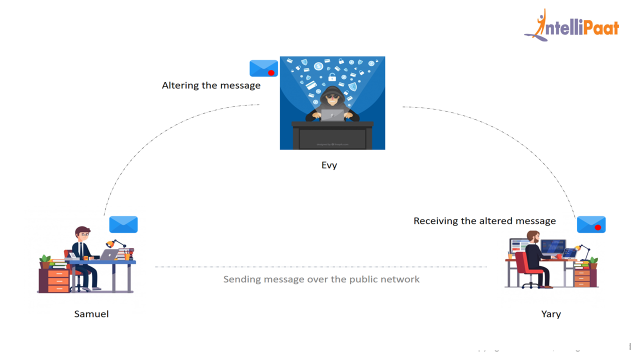 IntelliPaat
Altering the message
Evy
Receiving the altered message
Sending message over the public network
Samuel
Yary